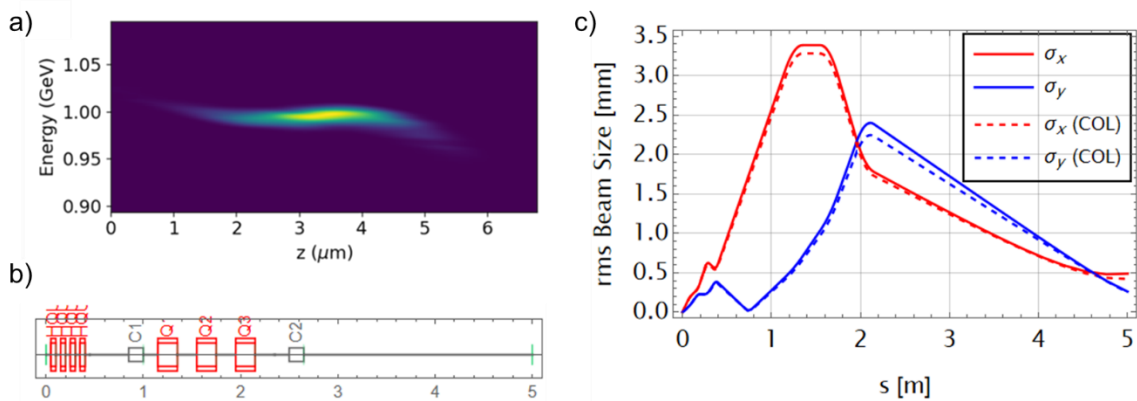 a)
Energy (GeV)
1.05
1.00
0.95
0.90
0 1 2 3 4 5 6
z (μm)
b)
C1 Q Q2 Q3 C2
0 1 2 3 4 5
c)
rms Beam Size [mm]
3.5
3.0
2.5
2.0
1.5
1.0
0.5
0.0
0 1 2 3 4 5
s [m]
σx
σy
σx (COL)
σy (COL)